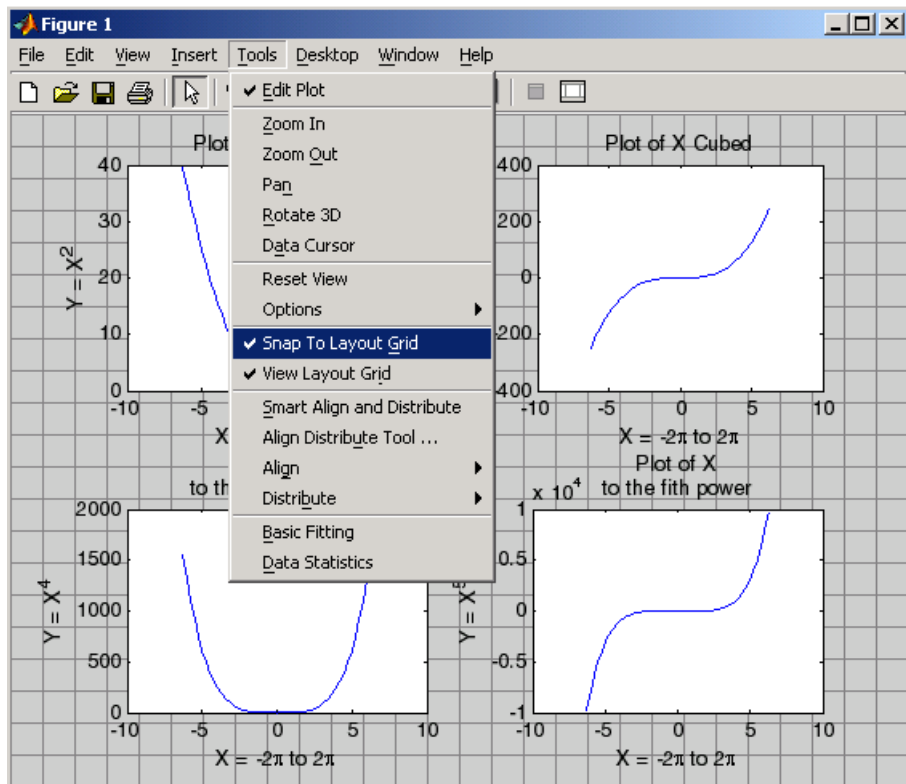 Figure 1
File Edit View Insert Tools Desktop Window Help
Edit Plot
Zoom In
Zoom Out
Pan
Rotate 3D
Data Cursor
Reset View
Options
Snap To Layout Grid
View Layout Grid
Smart Align and Distribute
Align Distribute Tool ...
Align
Distribute
Basic Fitting
Data Statistics
Plot
40
30
20
10
0
-10 -5
Y = X2
X
Plot of X Cubed
400
200
0
-200
-400
-10 -5 0 5 10
X = -2π to 2π
to th
2000
1500
1000
500
0
-10 -5 0 5 10
Y = X4
X = -2π to 2π
Plot of X
to the fith power
x 104
1
0.5
0
-0.5
-1
-10 -5 0 5 10
Y = X5
X = -2π to 2π